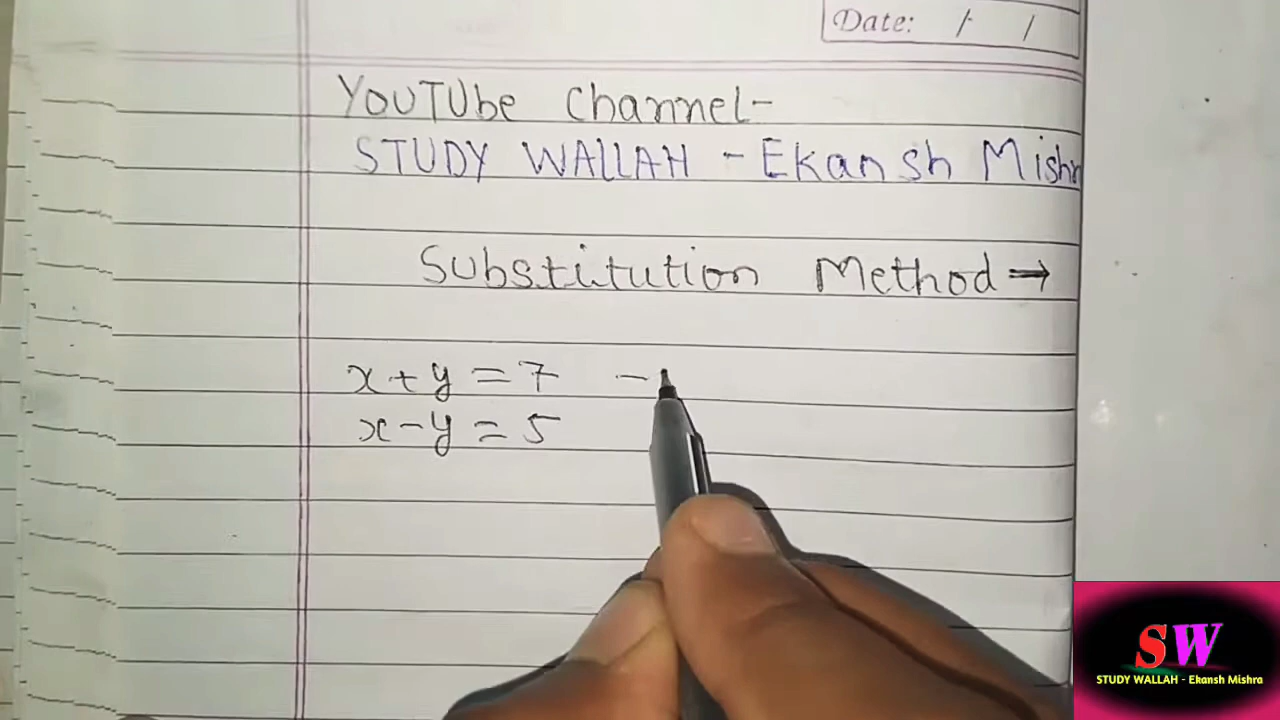 Date: / /
YouTUbe Channel-
STUDY WALLAH - Ekansh Mishr
Substitution Method →
x + y = 7 -
x - y = 5
SW
STUDY WALLAH - Ekansh Mishra